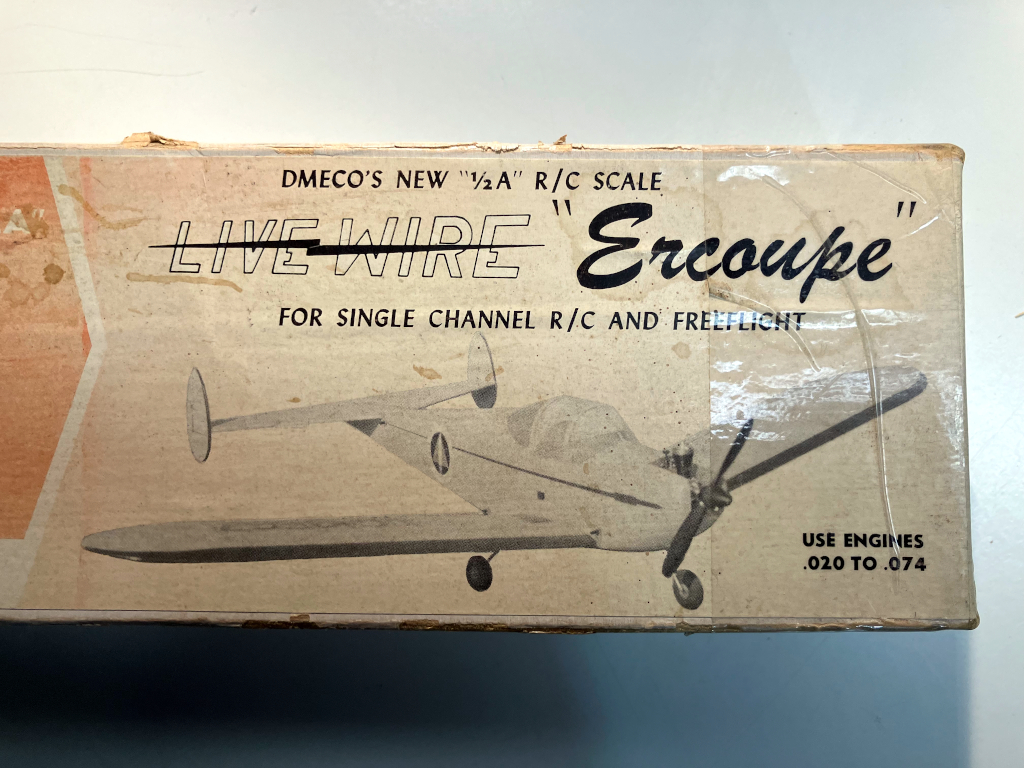 DMECO'S NEW "½A" R/C SCALE
LIVE WIRE "Ercoupe"
FOR SINGLE CHANNEL R/C AND FREEFLIGHT
A"
USE ENGINES
.020 TO .074